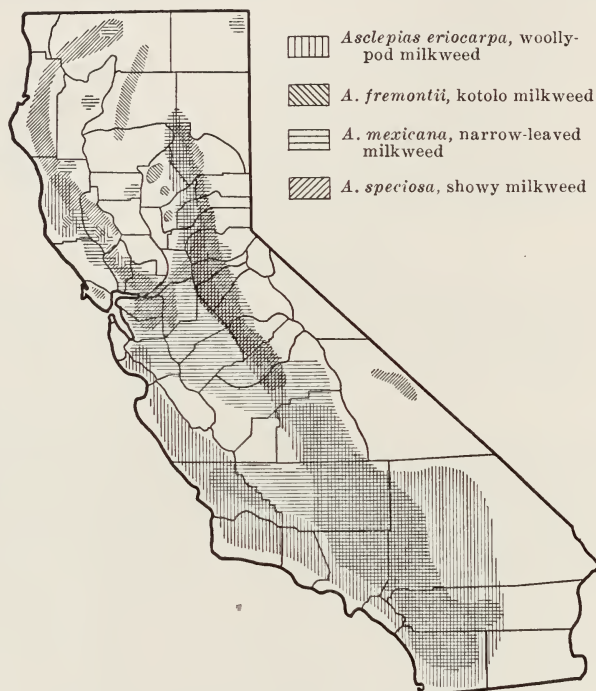 Asclepias eriocarpa, woolly-
pod milkweed
A. fremontii, kotolo milkweed
A. mexicana, narrow-leaved
milkweed
A. speciosa, showy milkweed